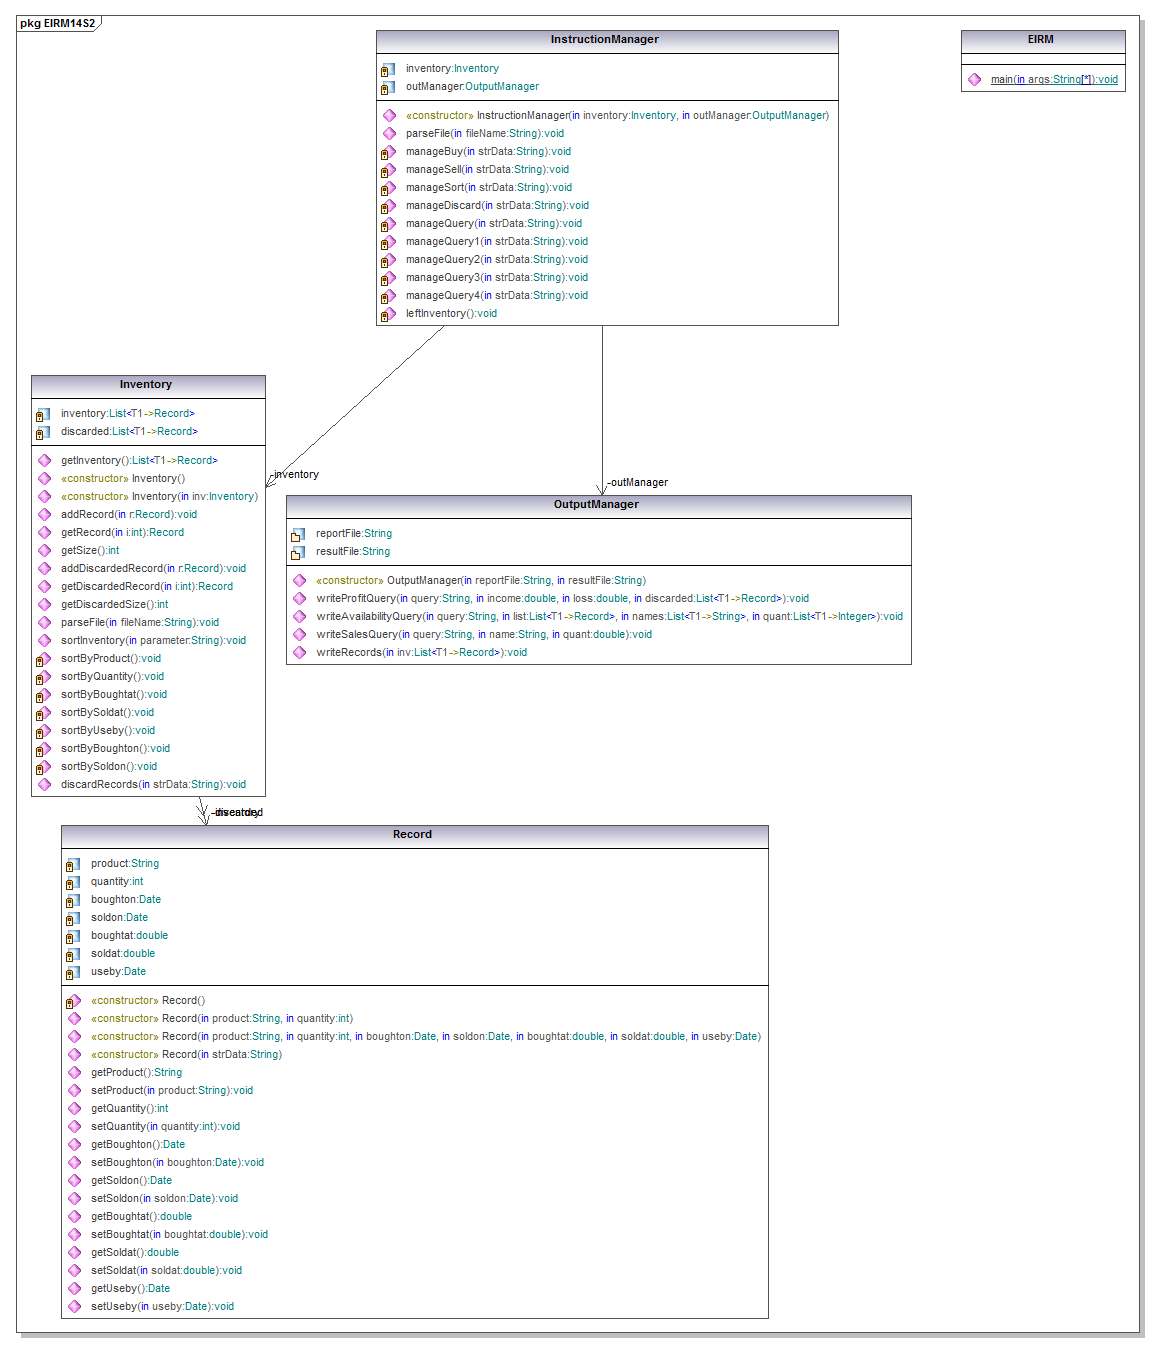 pkg EIRM14S2
InstructionManager
inventory:Inventory
outManager:OutputManager
«constructor» InstructionManager(in inventory:Inventory, in outManager:OutputManager)
parseFile(in fileName:String):void
manageBuy(in strData:String):void
manageSell(in strData:String):void
manageSort(in strData:String):void
manageDiscard(in strData:String):void
manageQuery(in strData:String):void
manageQuery1(in strData:String):void
manageQuery2(in strData:String):void
manageQuery3(in strData:String):void
manageQuery4(in strData:String):void
leftInventory():void
EIRM
main(in args:String[*]):void
Inventory
inventory:List<T1->Record>
discarded:List<T1->Record>
getInventory():List<T1->Record>
«constructor» Inventory()
«constructor» Inventory(in inv:Inventory)
addRecord(in r:Record):void
getRecord(in i:int):Record
getSize():int
addDiscardedRecord(in r:Record):void
getDiscardedRecord(in i:int):Record
getDiscardedSize():int
parseFile(in fileName:String):void
sortInventory(in parameter:String):void
sortByProduct():void
sortByQuantity():void
sortByBoughtat():void
sortBySoldat():void
sortByUseby():void
sortByBoughton():void
sortBySoldon():void
discardRecords(in strData:String):void
-inventory
-outManager
OutputManager
reportFile:String
resultFile:String
«constructor» OutputManager(in reportFile:String, in resultFile:String)
writeProfitQuery(in query:String, in income:double, in loss:double, in discarded:List<T1->Record>):void
writeAvailabilityQuery(in query:String, in list:List<T1->Record>, in names:List<T1->String>, in quant:List<T1->Integer>):void
writeSalesQuery(in query:String, in name:String, in quant:double):void
writeRecords(in inv:List<T1->Record>):void
Record
product:String
quantity:int
boughton:Date
soldon:Date
boughtat:double
soldat:double
useby:Date
«constructor» Record()
«constructor» Record(in product:String, in quantity:int)
«constructor» Record(in product:String, in quantity:int, in boughton:Date, in soldon:Date, in boughtat:double, in soldat:double, in useby:Date)
«constructor» Record(in strData:String)
getProduct():String
setProduct(in product:String):void
getQuantity():int
setQuantity(in quantity:int):void
getBoughton():Date
setBoughton(in boughton:Date):void
getSoldon():Date
setSoldon(in soldon:Date):void
getBoughtat():double
setBoughtat(in boughtat:double):void
getSoldat():double
setSoldat(in soldat:double):void
getUseby():Date
setUseby(in useby:Date):void